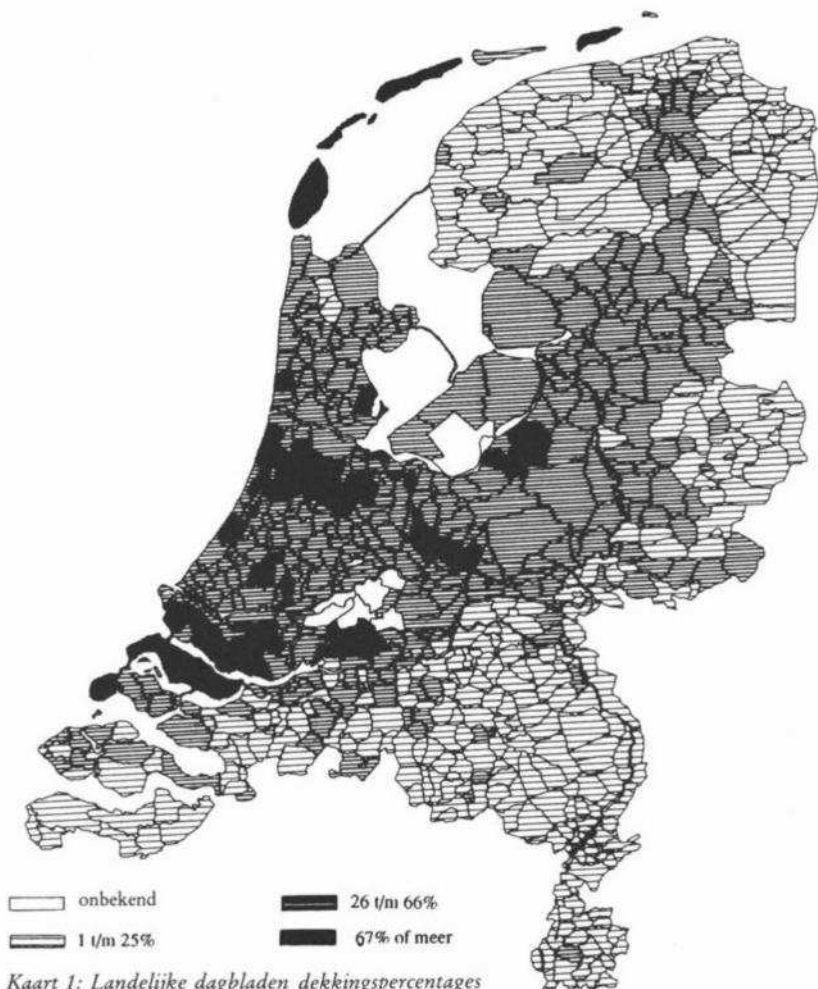 onbekend
26 t/m 66%
1 t/m 25%
67% of meer
Kaart 1: Landelijke dagbladen dekkingspercentages